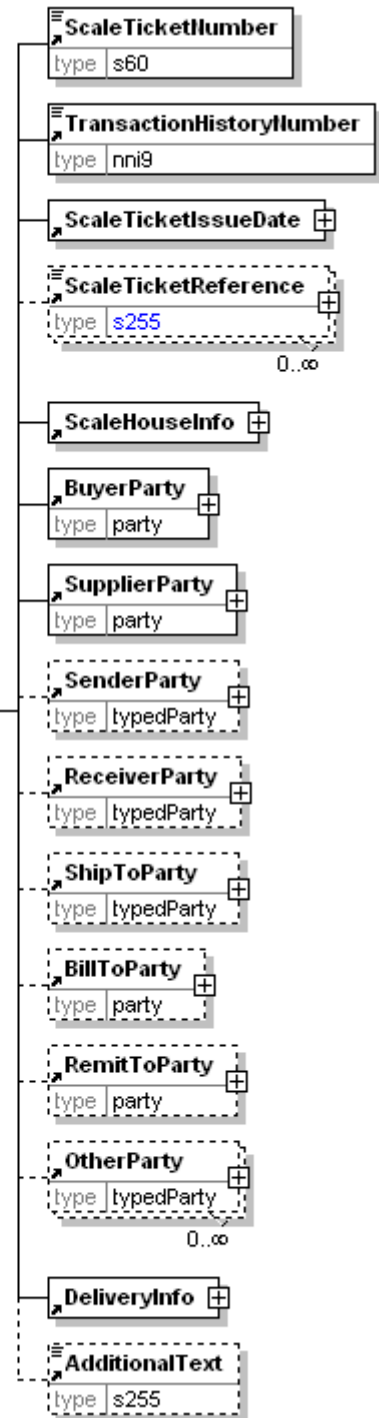 ScaleTicketNumber
type s60
TransactionHistoryNumber
type nni9
ScaleTicketIssueDate
ScaleTicketReference
type s255
0..∞
ScaleHouseInfo
BuyerParty
type party
SupplierParty
type party
SenderParty
type typedParty
ReceiverParty
type typedParty
ShipToParty
type typedParty
BillToParty
type party
RemitToParty
type party
OtherParty
type typedParty
0..∞
DeliveryInfo
AdditionalText
type s255